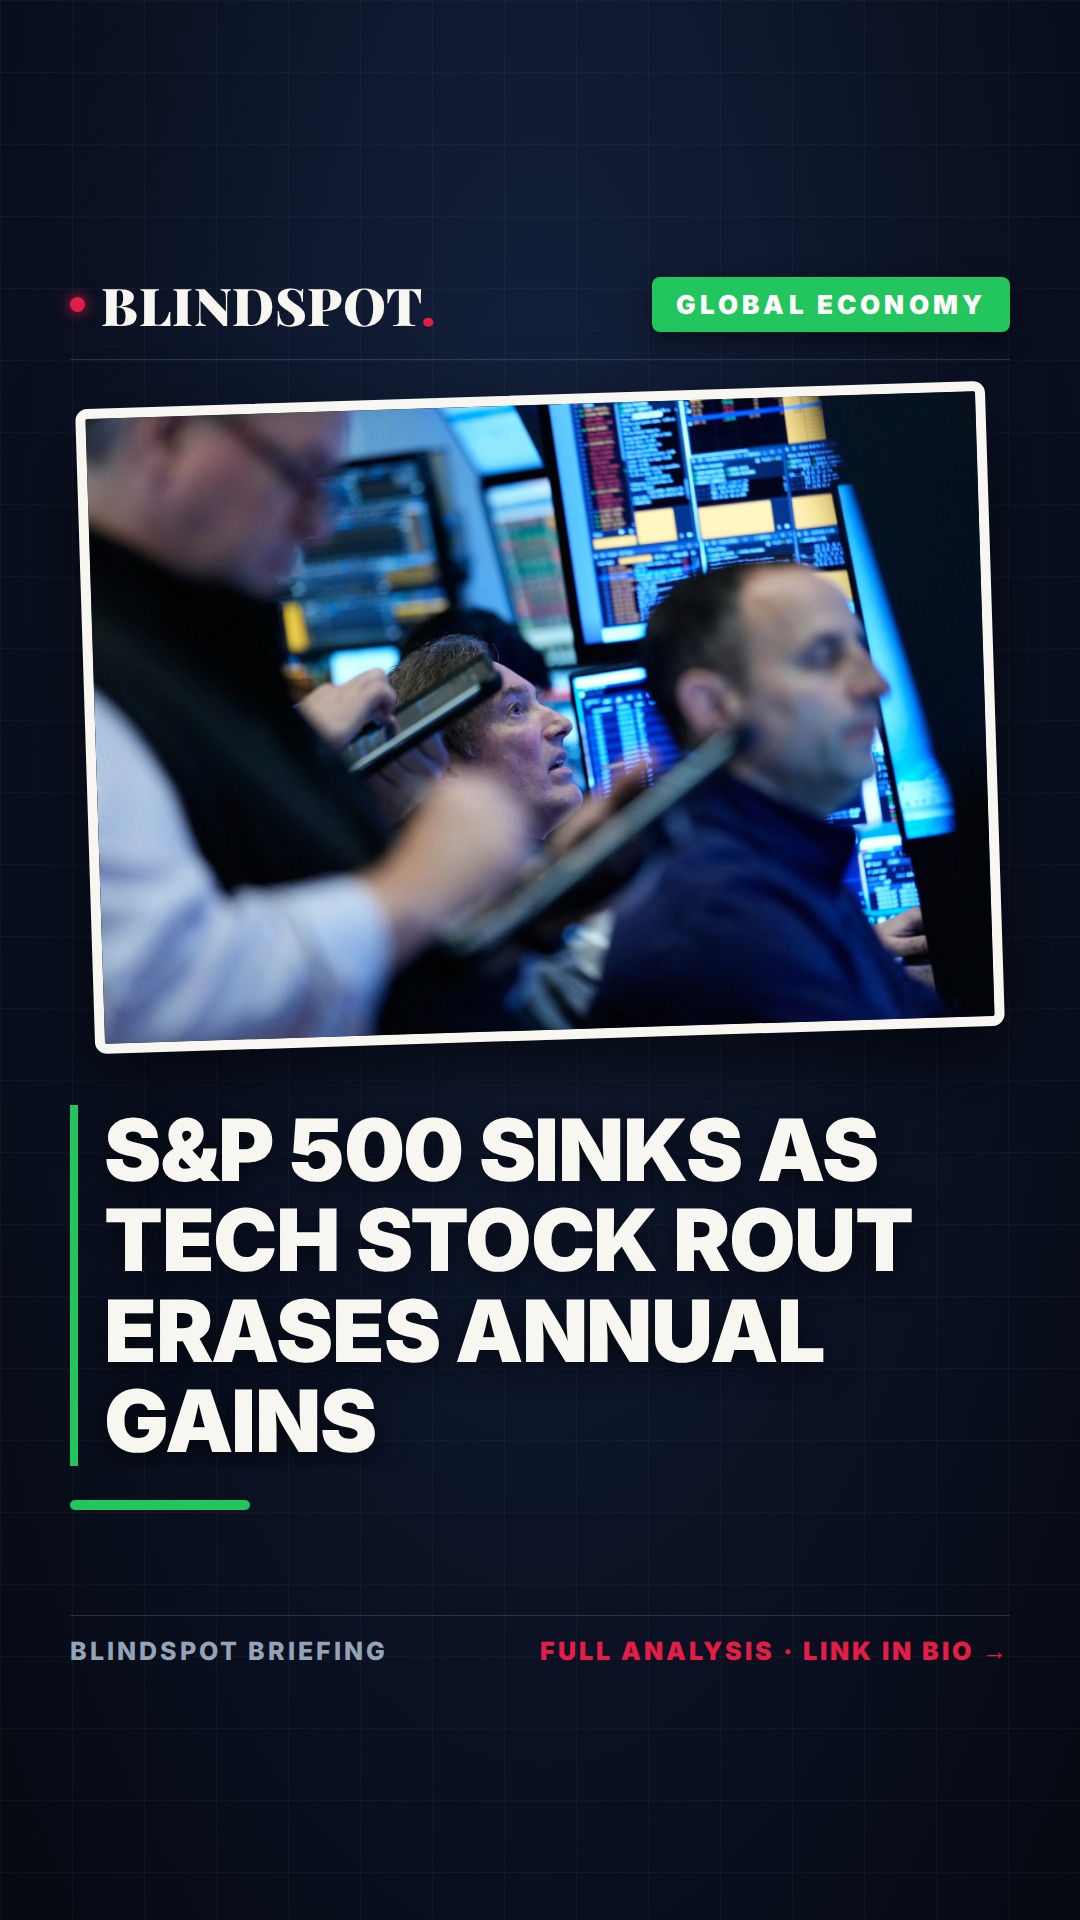 BLINDSPOT.
GLOBAL ECONOMY
S&P 500 SINKS AS
TECH STOCK ROUT
ERASES ANNUAL
GAINS
BLINDSPOT BRIEFING
FULL ANALYSIS · LINK IN BIO →